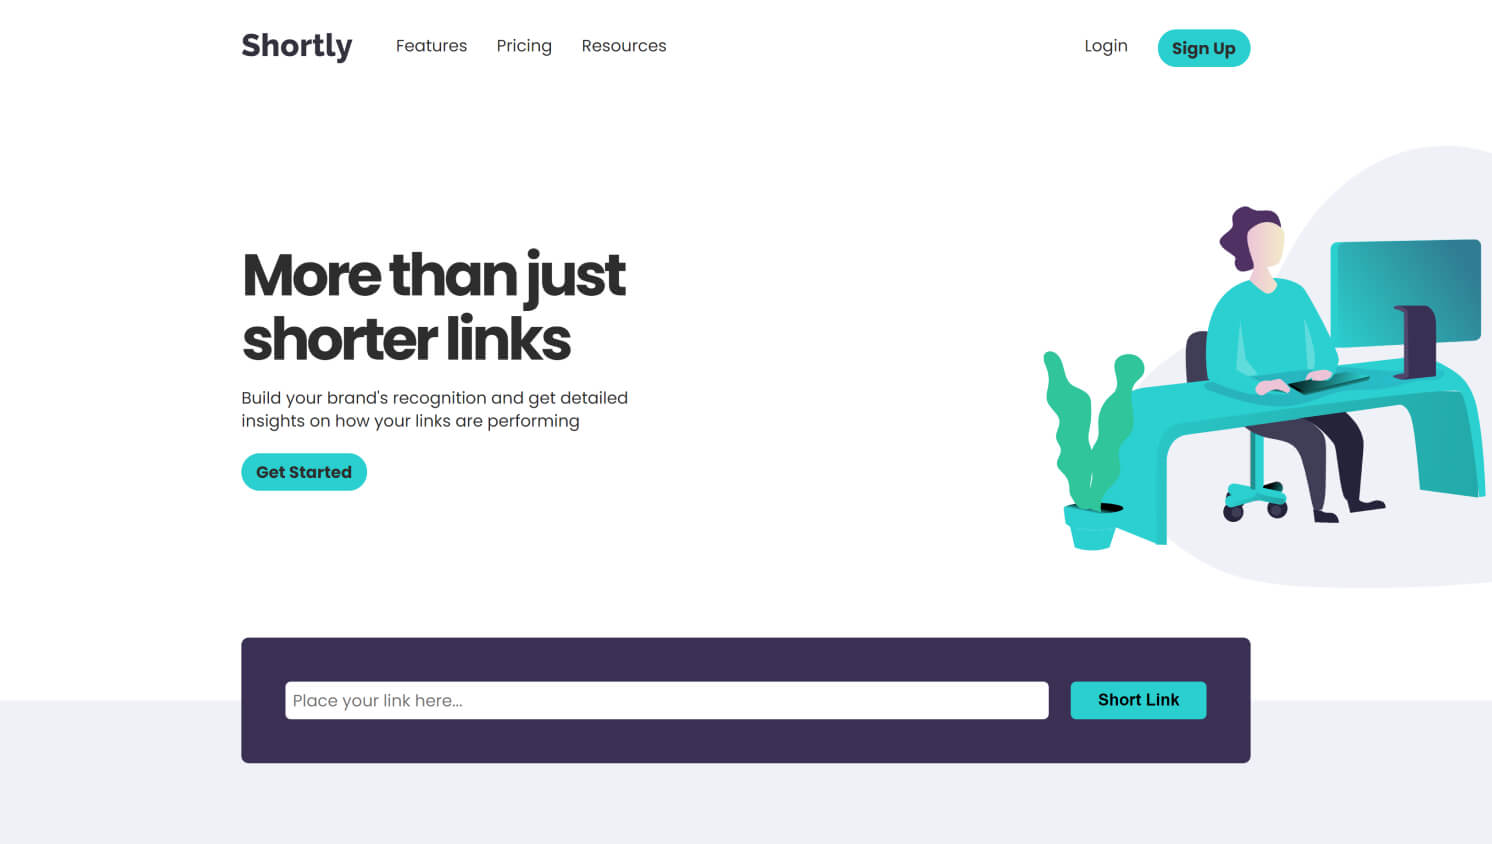 Shortly
Features
Pricing
Resources
Login
Sign Up
More than just
shorter links
Build your brand's recognition and get detailed
insights on how your links are performing
Get Started
Place your link here...
Short Link